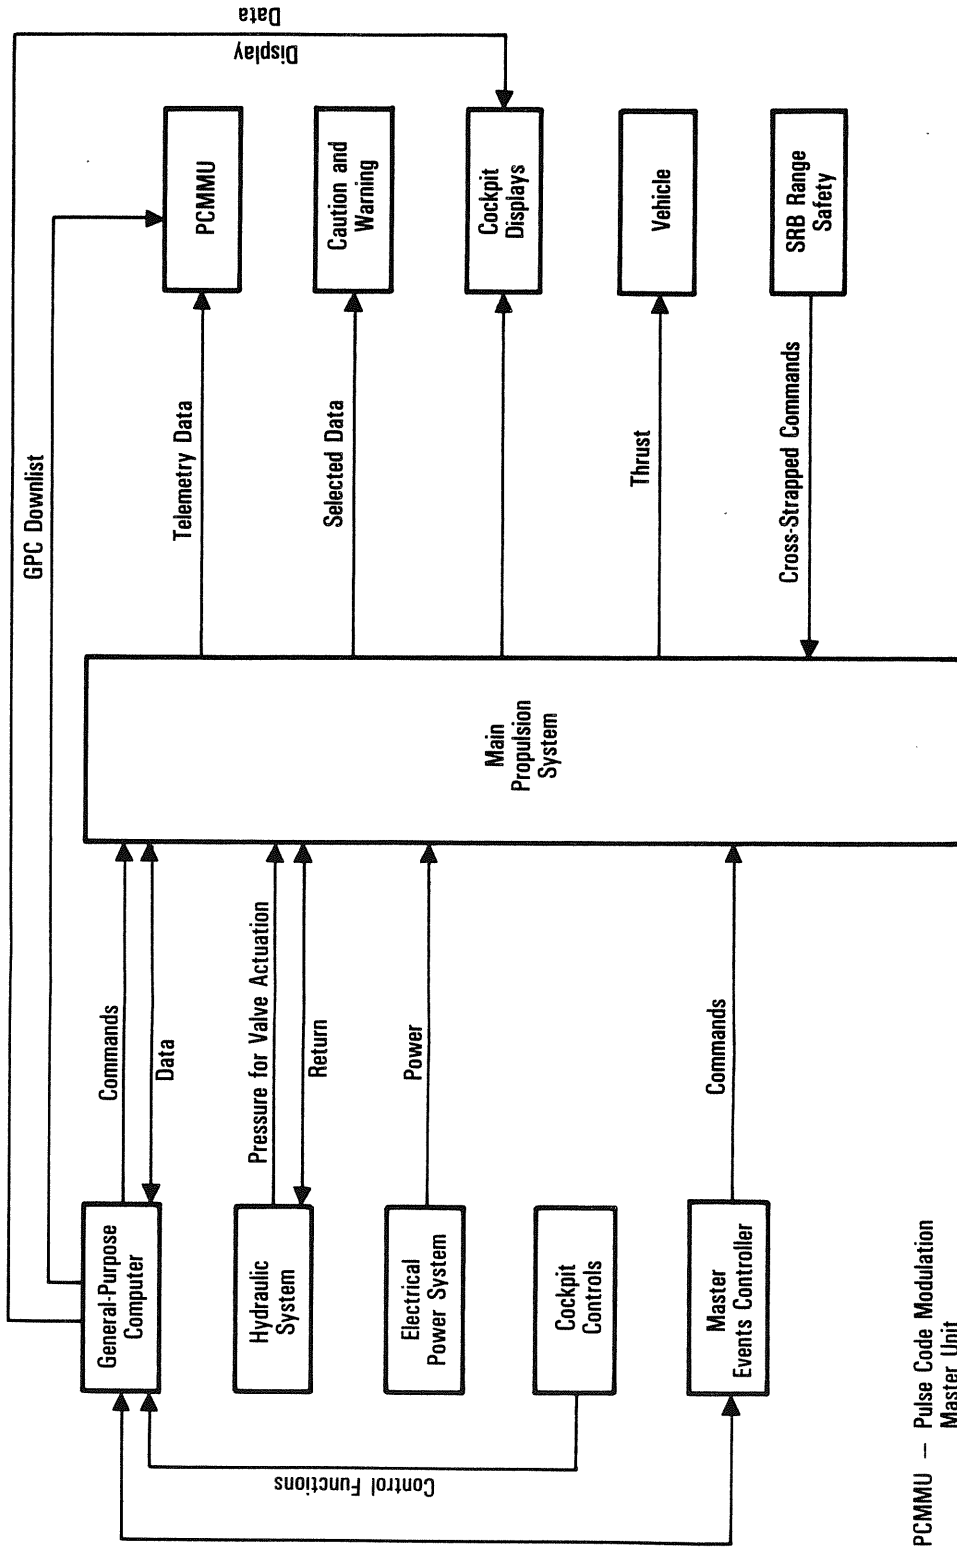 Display
Data
GPC Downlist
General-Purpose
Computer
Commands
Data
Telemetry Data
PCMMU
Hydraulic
System
Pressure for Valve Actuation
Return
Selected Data
Caution and
Warning
Electrical
Power System
Power
Main
Propulsion
System
Cockpit
Displays
Cockpit
Controls
Control Functions
Thrust
Vehicle
Master
Events Controller
Commands
Cross-Strapped Commands
SRB Range
Safety
PCMMU — Pulse Code Modulation
Master Unit